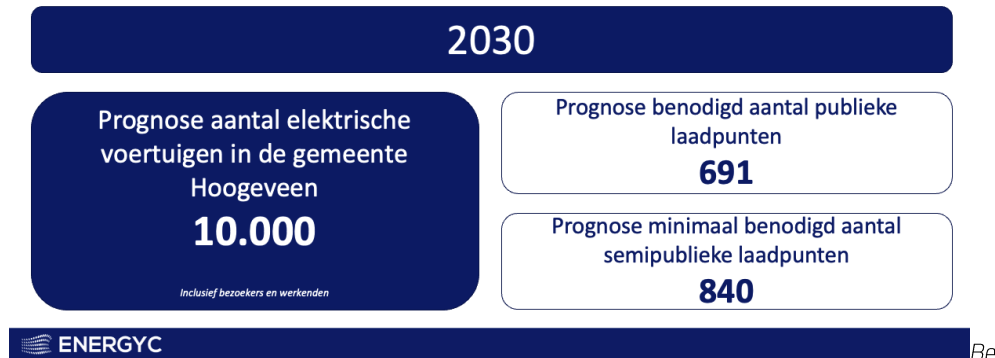 2030
Prognose aantal elektrische
voertuigen in de gemeente
Hoogeveen
10.000
Inclusief bezoekers en werkenden
Prognose benodigd aantal publieke
laadpunten
691
Prognose minimaal benodigd aantal
semipublieke laadpunten
840
ENERGYC
Re